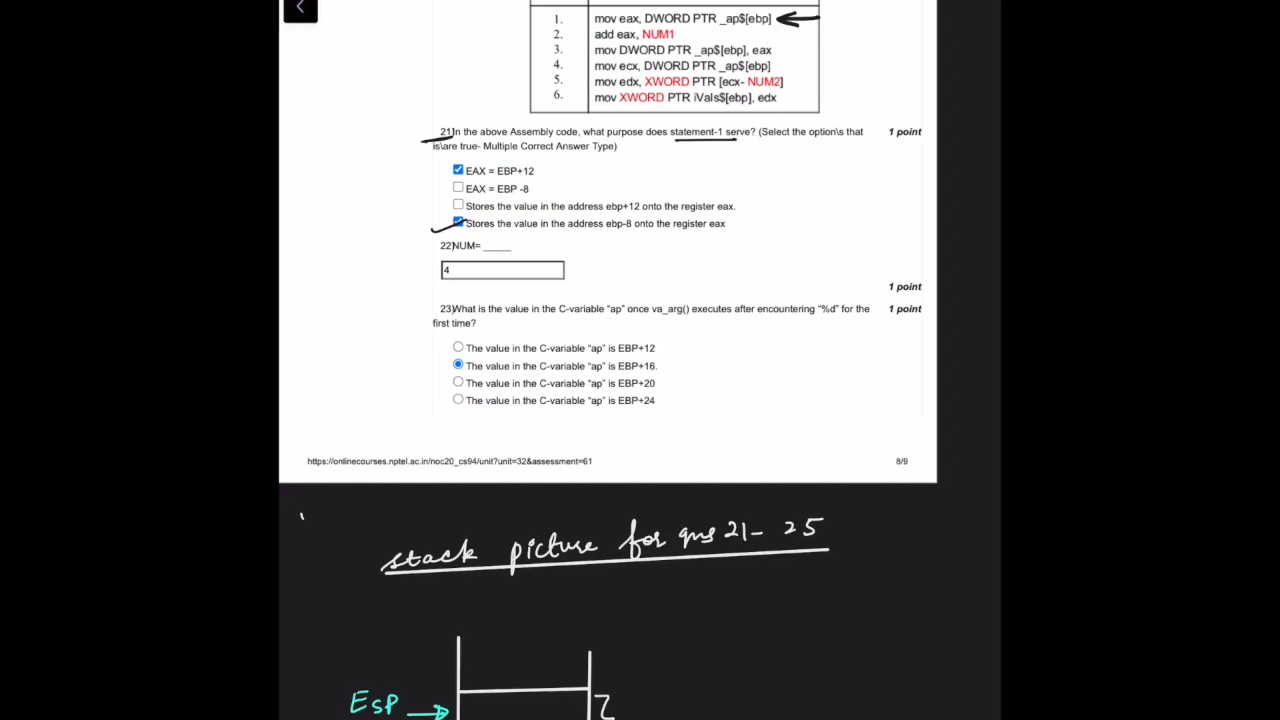 1. mov eax, DWORD PTR _ap$[ebp]
2. add eax, NUM1
3. mov DWORD PTR _ap$[ebp], eax
4. mov ecx, DWORD PTR _ap$[ebp]
5. mov edx, XWORD PTR [ecx- NUM2]
6. mov XWORD PTR iVals$[ebp], edx
21)In the above Assembly code, what purpose does statement-1 serve? (Select the option\s that 1 point
is\are true- Multiple Correct Answer Type)
EAX = EBP+12
EAX = EBP -8
Stores the value in the address ebp+12 onto the register eax.
Stores the value in the address ebp-8 onto the register eax
22)NUM= _____
4
1 point
23)What is the value in the C-variable “ap” once va_arg() executes after encountering “%d” for the 1 point
first time?
The value in the C-variable “ap” is EBP+12
The value in the C-variable “ap” is EBP+16.
The value in the C-variable “ap” is EBP+20
The value in the C-variable “ap” is EBP+24
https://onlinecourses.nptel.ac.in/noc20_cs94/unit?unit=32&assessment=61 8/9
stack picture for qns 21- 25
ESP